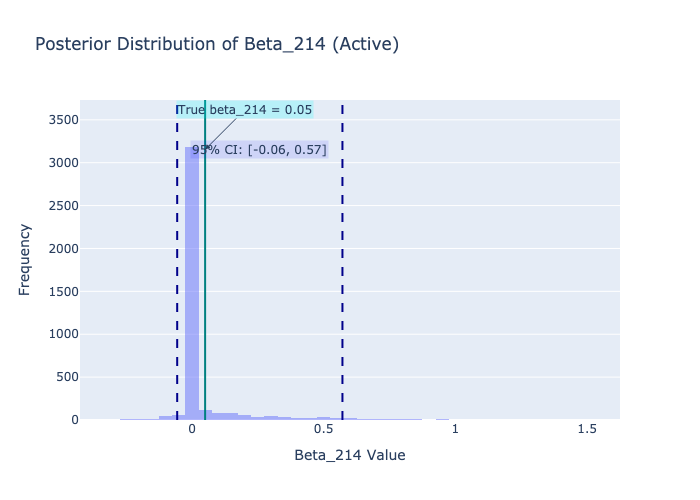 Posterior Distribution of Beta_214 (Active)
True beta_214 = 0.05
95% CI: [-0.06, 0.57]
3500
3000
2500
2000
1500
1000
500
0
Frequency
0
0.5
1
1.5
Beta_214 Value